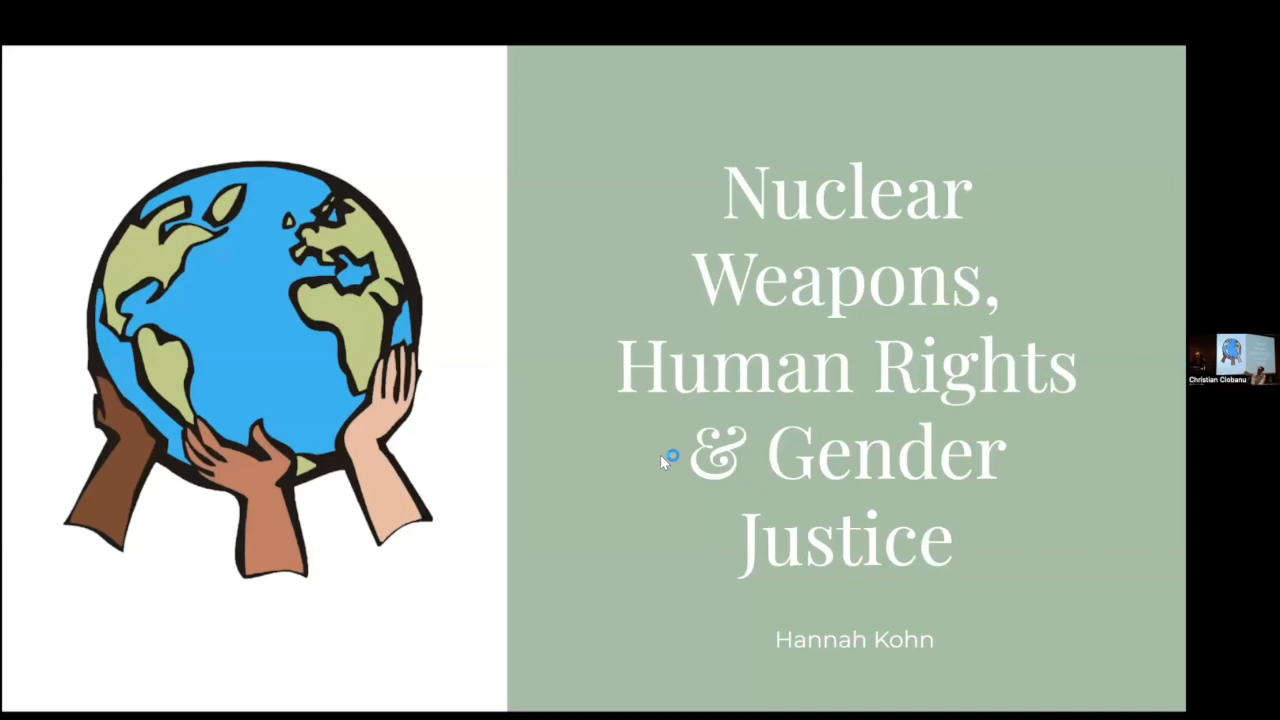 Nuclear
Weapons,
Human Rights
& Gender
Justice
Hannah Kohn
Christian Ciobanu